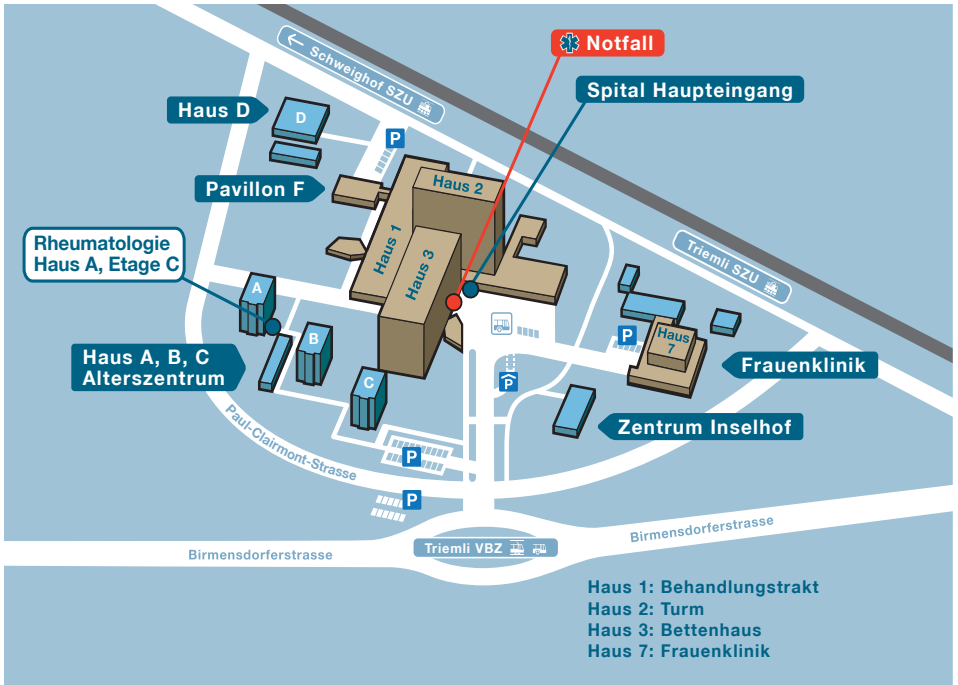 ← Schweighof SZU
Notfall
Spital Haupteingang
Haus D
D
P
Pavillon F
Haus 2
Haus 1
Haus 3
Rheumatologie
Haus A, Etage C
Triemli SZU
A
B
C
Haus A, B, C
Alterszentrum
P
Haus
7
Frauenklinik
P
Zentrum Inselhof
Paul-Clairmont-Strasse
P
P
Birmensdorferstrasse
Triemli VBZ
Birmensdorferstrasse
Haus 1: Behandlungstrakt
Haus 2: Turm
Haus 3: Bettenhaus
Haus 7: Frauenklinik